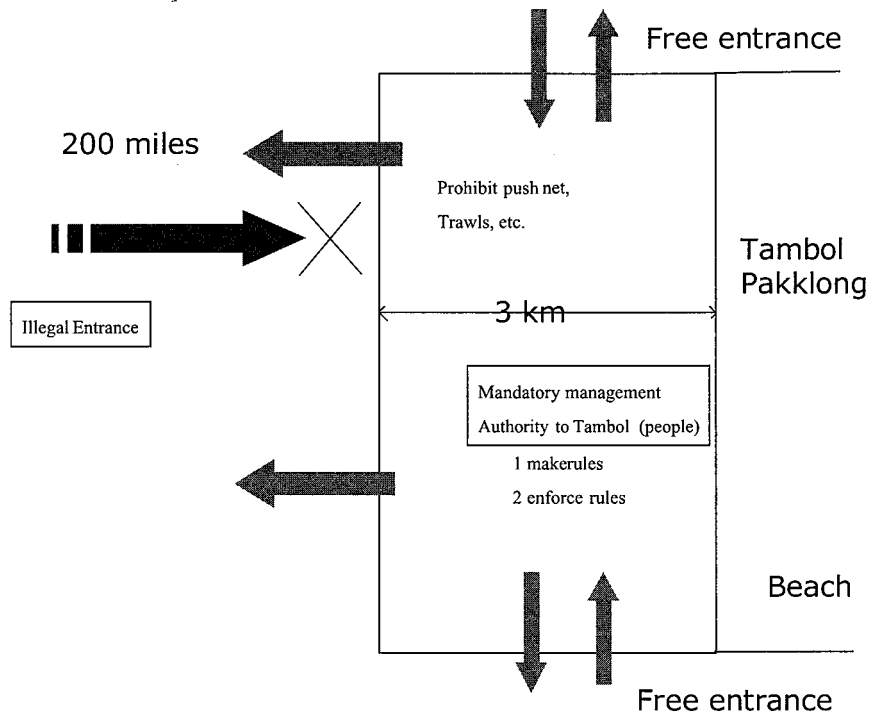 Free entrance
200 miles
Prohibit push net,
Trawls, etc.
Tambol
Pakklong
3 km
Illegal Entrance
Mandatory management
Authority to Tambol (people)
1 makerules
2 enforce rules
Beach
Free entrance